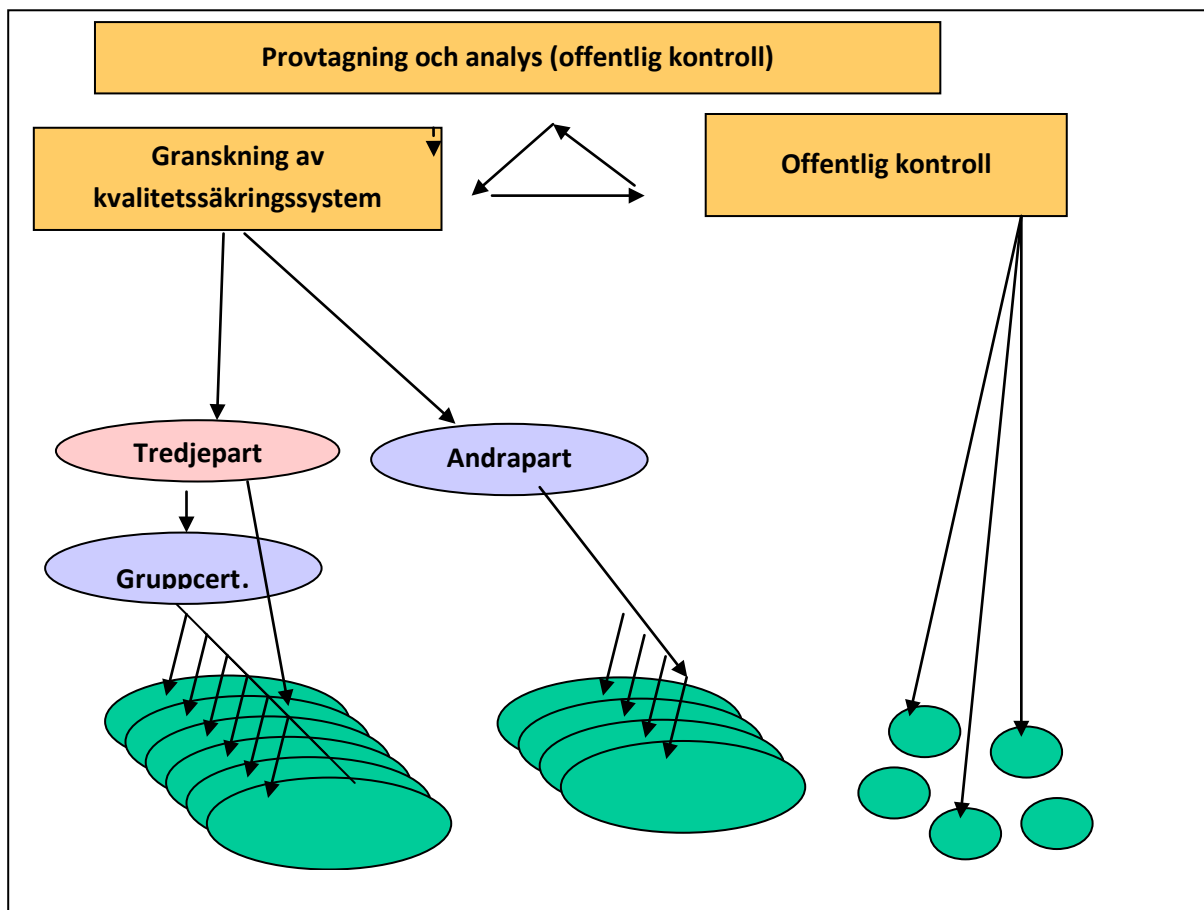 Provtagning och analys (offentlig kontroll)
Granskning av
kvalitetssäkringssystem
Offentlig kontroll
Tredjepart
Andrapart
Gruppcert.